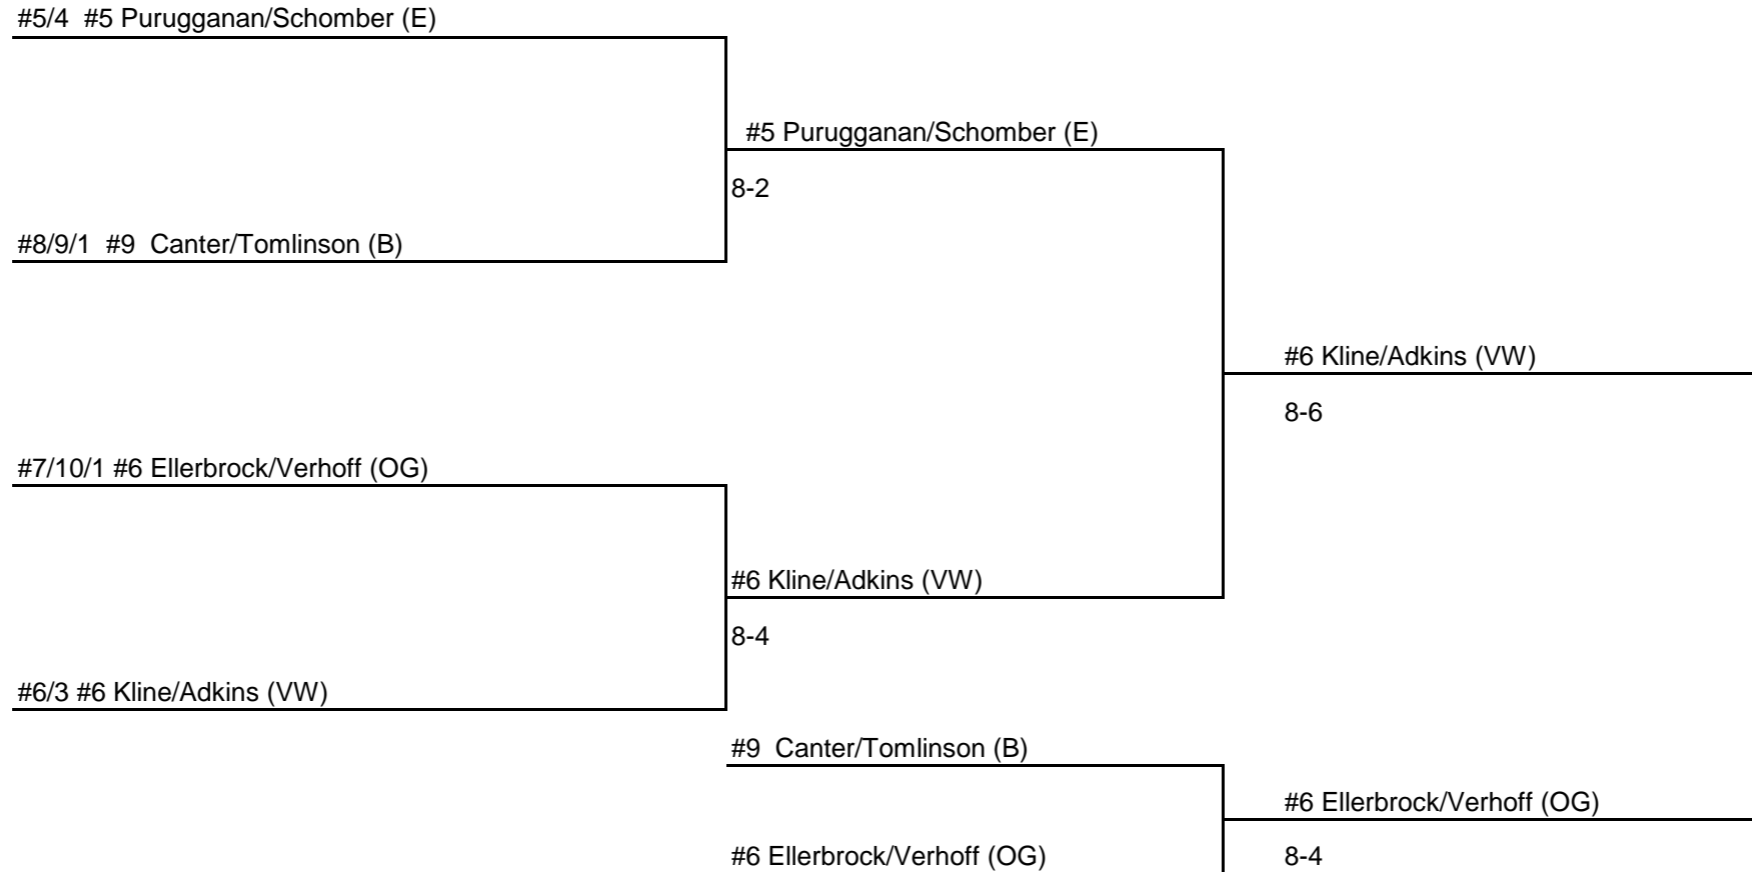 #5/4  #5 Purugganan/Schomber (E)
#5 Purugganan/Schomber (E)
8-2
#8/9/1  #9  Canter/Tomlinson (B)
#6 Kline/Adkins (VW)
8-6
#7/10/1 #6 Ellerbrock/Verhoff (OG)
#6 Kline/Adkins (VW)
8-4
#6/3 #6 Kline/Adkins (VW)
#9  Canter/Tomlinson (B)
#6 Ellerbrock/Verhoff (OG)
#6 Ellerbrock/Verhoff (OG)
8-4